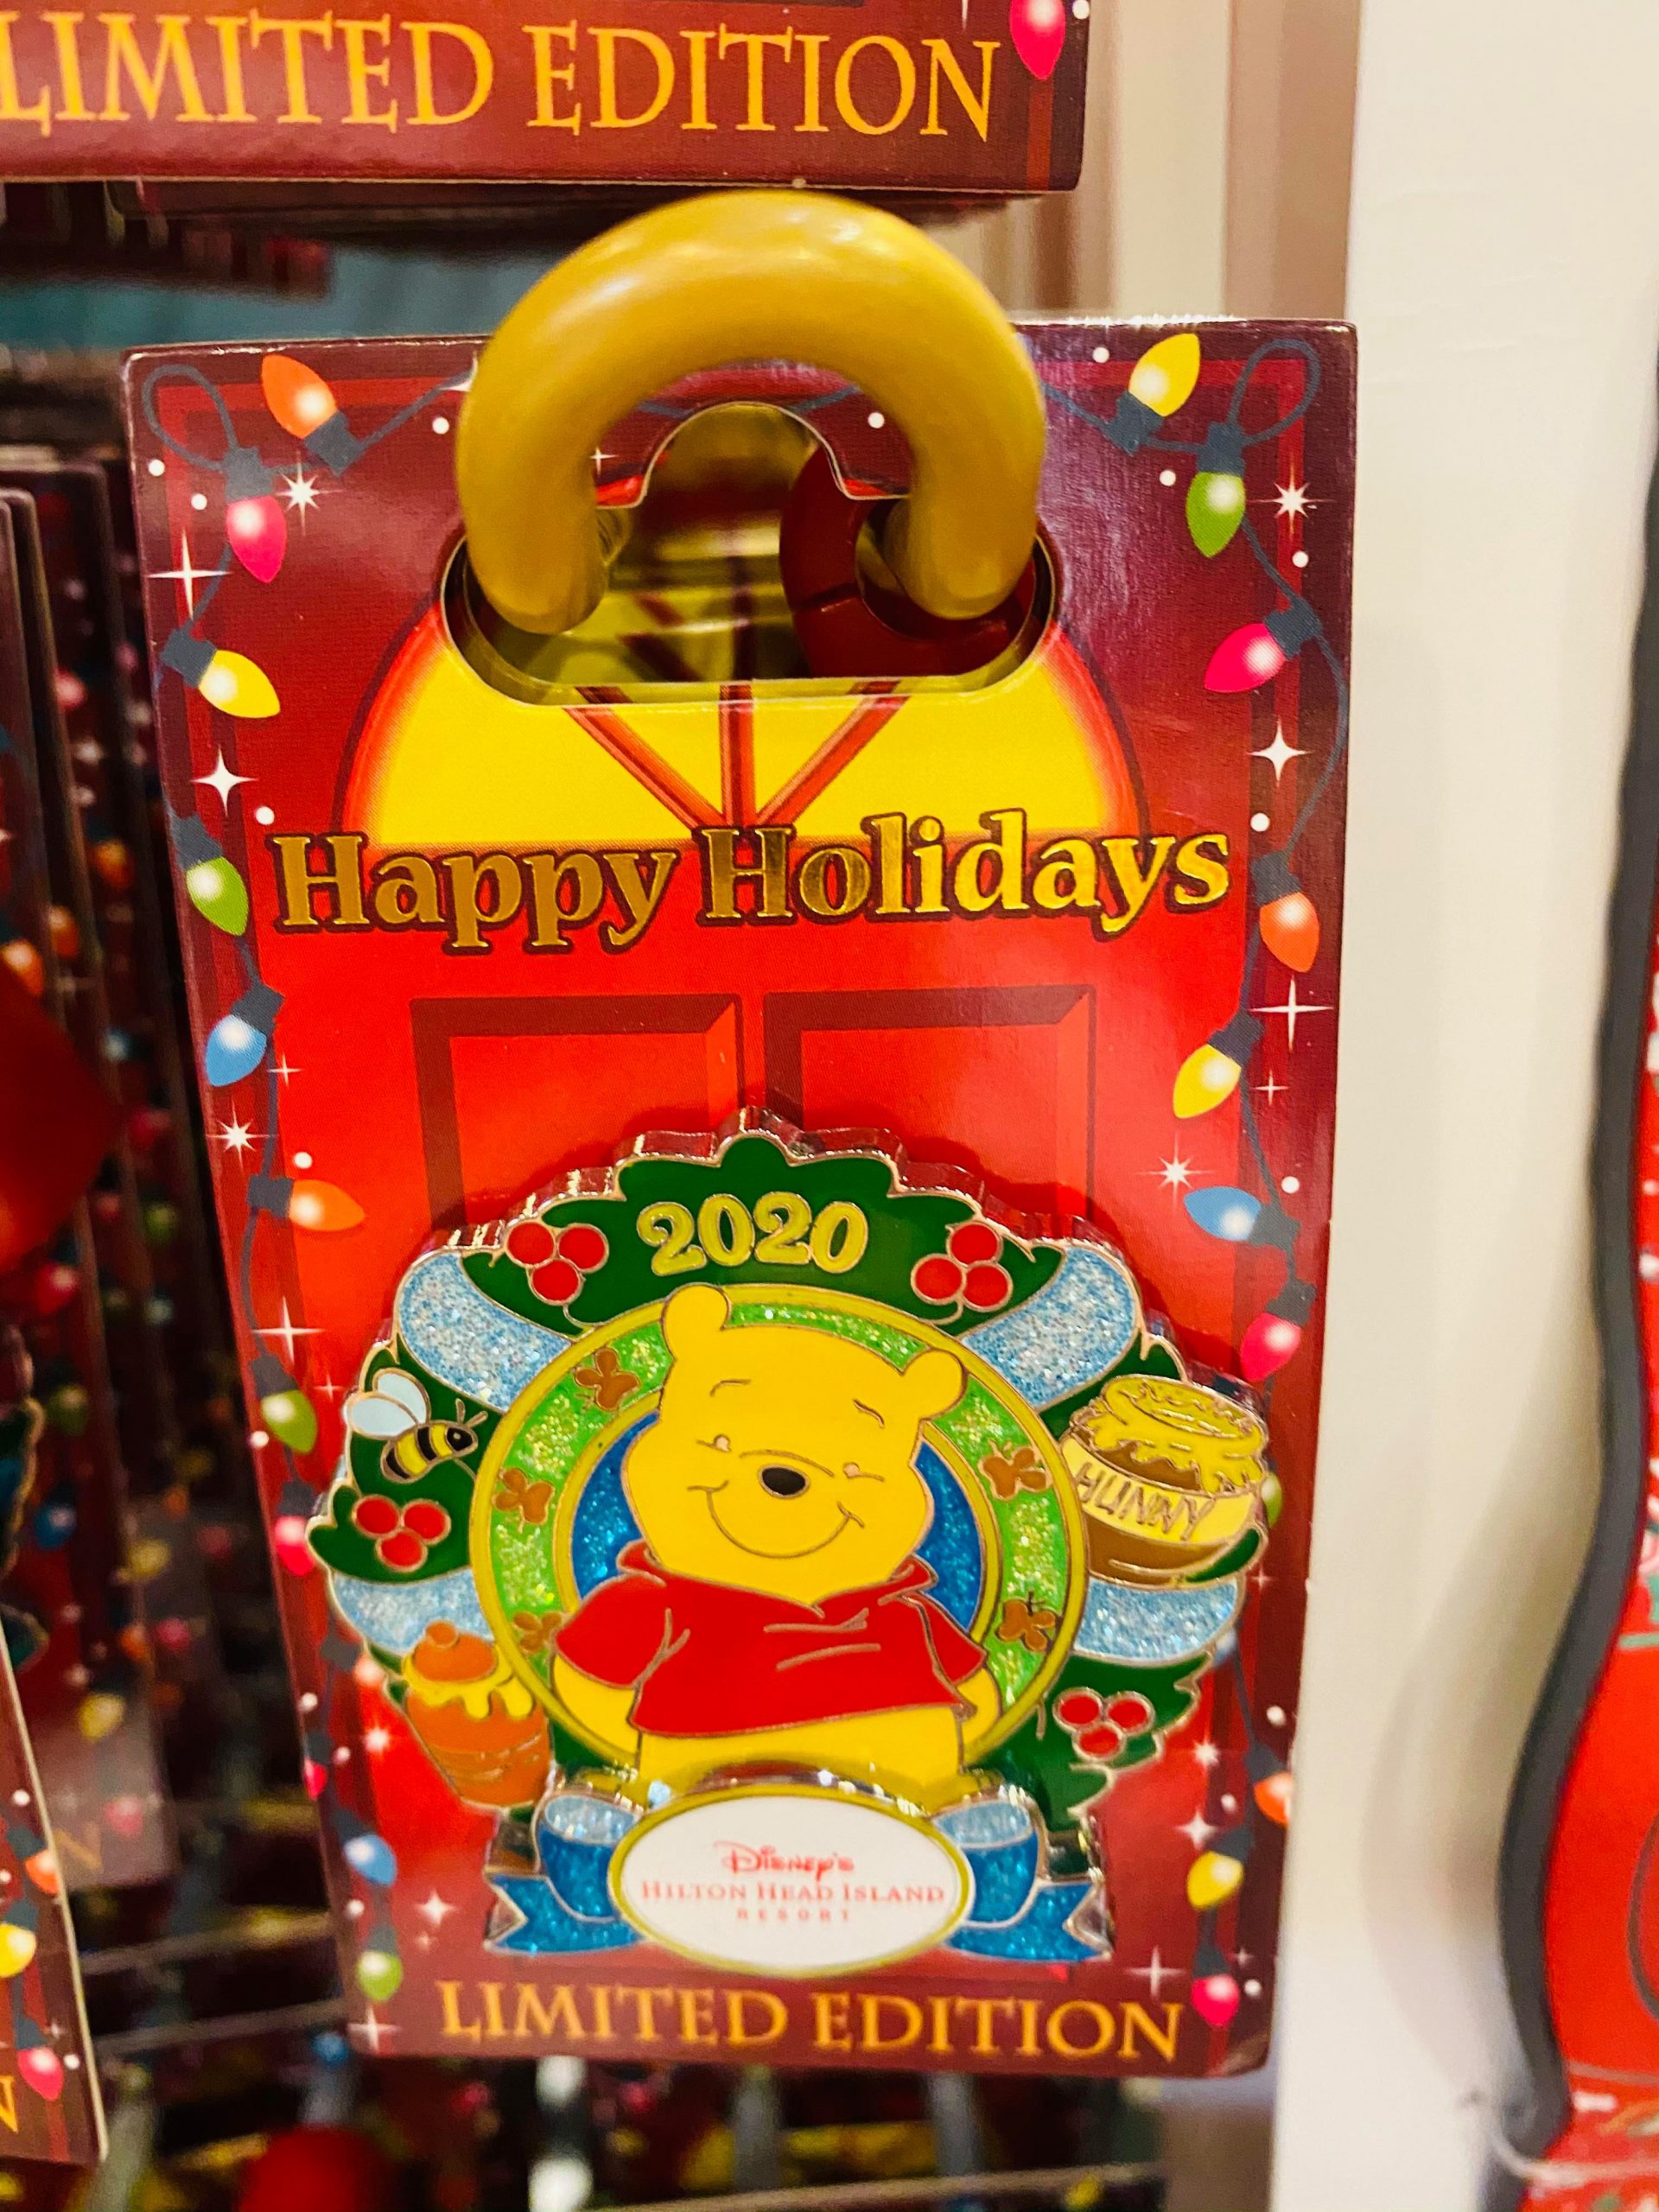 LIMITED EDITION
Happy Holidays
2020
HUNNY
Disney's
HILTON HEAD ISLAND
RESORT
LIMITED EDITION